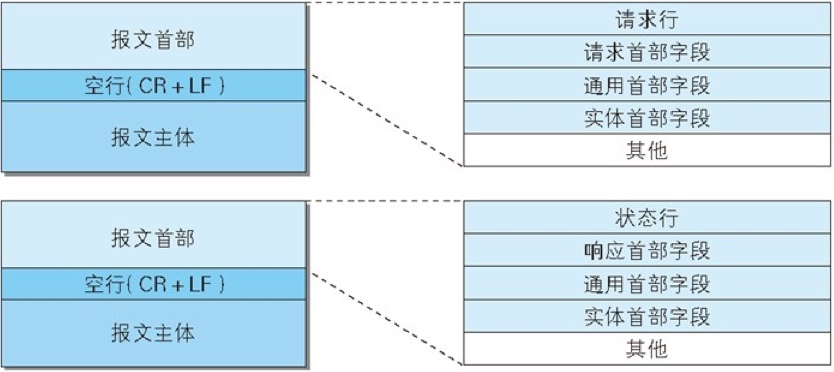 报文首部
空行( CR + LF )
报文主体
请求行
请求首部字段
通用首部字段
实体首部字段
其他
报文首部
空行( CR + LF )
报文主体
状态行
响应首部字段
通用首部字段
实体首部字段
其他